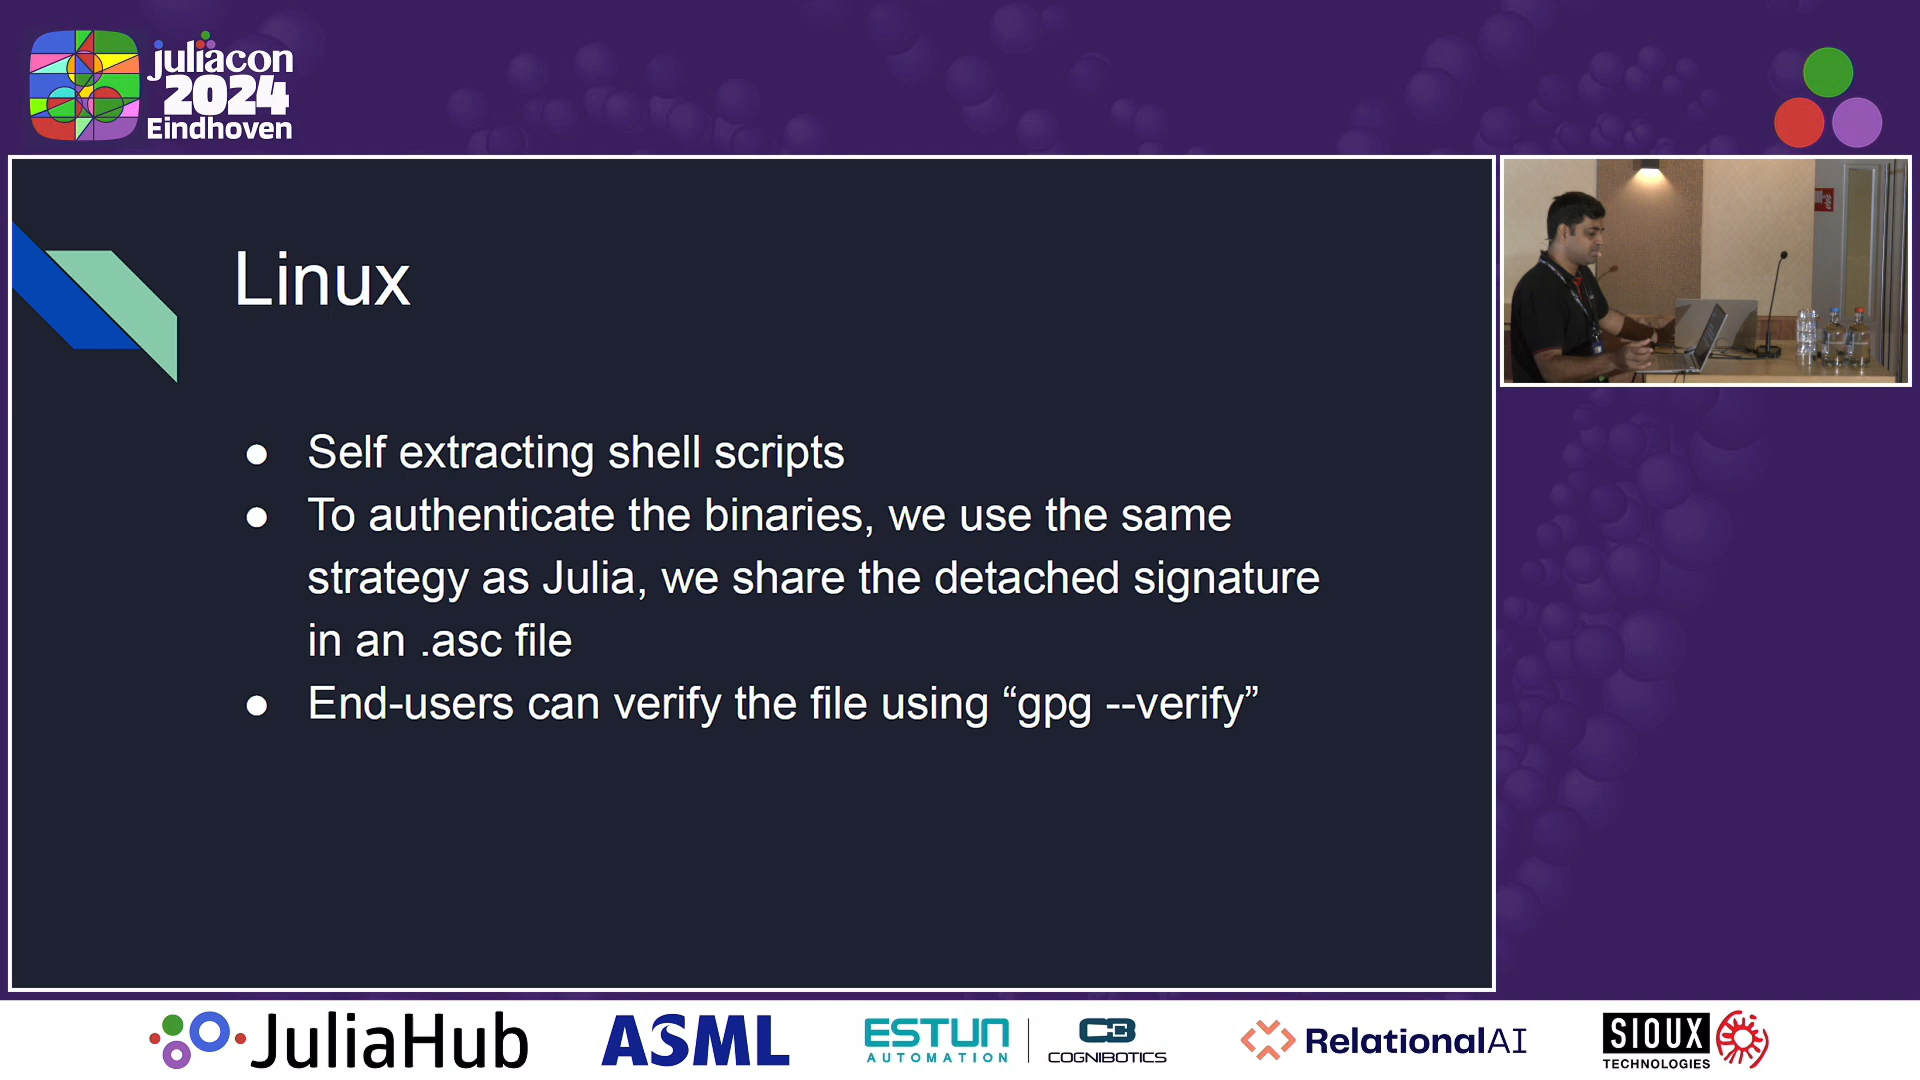 juliacon
2024
Eindhoven
Linux
● Self extracting shell scripts
● To authenticate the binaries, we use the same
strategy as Julia, we share the detached signature
in an .asc file
● End-users can verify the file using “gpg --verify”
JuliaHub
ASML
ESTUN
AUTOMATION
COGNIBOTICS
RelationalAI
SIOUX
TECHNOLOGIES